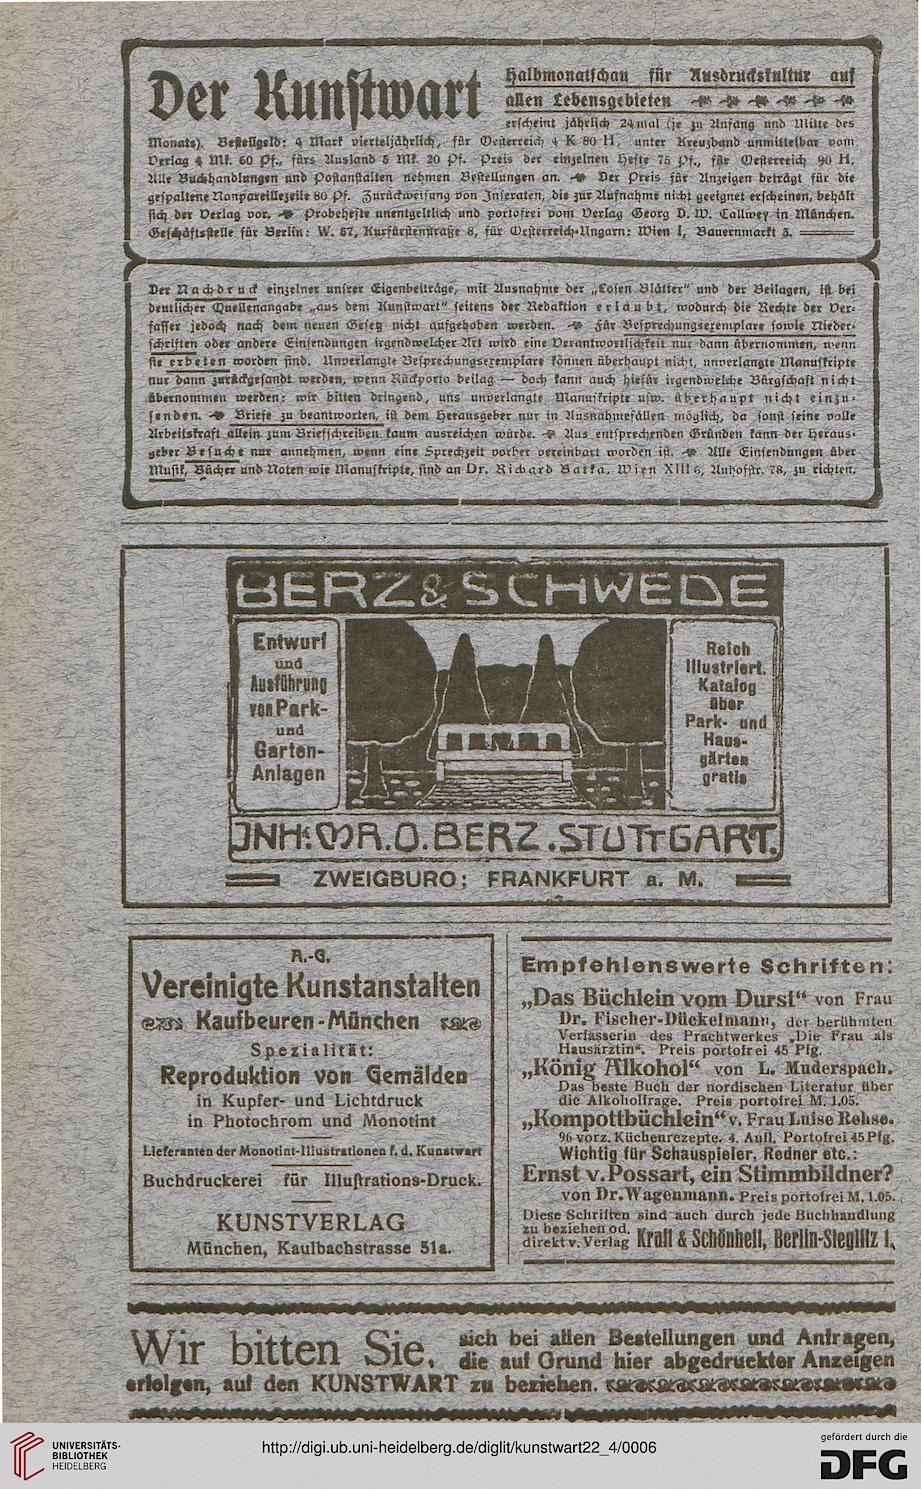 Der Kunstwart
Halbmonatschau für Ausdruckskultur auf
allen Lebensgebieten
erscheint jährlich 24mal (je zu Anfang und Mitte des
Monats). Bestellgeld: 4 Mark vierteljährlich, für Oesterreich 4 K 80 H, unter Kreuzband unmittelbar vom
Verlag 4 Mk. 60 Pf., fürs Ausland 5 Mk. 20 Pf. Preis der einzelnen Hefte 75 Pf., für Oesterreich 90 H.
Alle Buchhandlungen und Postanstalten nehmen Bestellungen an. Der Preis für Anzeigen beträgt für die
gespaltene Nonpareillezeile 80 Pf. Zurückweisung von Inseraten, die zur Aufnahme nicht geeignet erscheinen, behält
sich der Verlag vor. Probehefte unentgeltlich und portofrei vom Verlag Georg D. W. Callwey in München.
Geschäftsstelle für Berlin: W. 57, Kurfürstenstraße 8, für Oesterreich-Ungarn: Wien I, Bauernmarkt 3.
Der Nachdruck einzelner unsrer Eigenbeiträge, mit Ausnahme der „Losen Blätter“ und der Beilagen, ist bei
deutlicher Quellenangabe „aus dem Kunstwart“ seitens der Redaktion erlaubt, wodurch die Rechte der Ver-
fasser jedoch nach dem neuen Gesetz nicht aufgehoben werden. Für Besprechungsexemplare sowie Nieder-
schriften oder andere Einsendungen irgendwelcher Art wird eine Verantwortlichkeit nur dann übernommen, wenn
sie erbeten worden sind. Unverlangte Besprechungsexemplare können überhaupt nicht, unverlangte Manuskripte
nur dann zurückgesandt werden, wenn Rückporto beilag — doch kann auch hiefür irgendwelche Bürgschaft nicht
übernommen werden: wir bitten dringend, uns unverlangte Manuskripte usw. überhaupt nicht einzu-
senden. Briefe zu beantworten, ist dem Herausgeber nur in Ausnahmefällen möglich, da sonst seine volle
Arbeitskraft allein zum Briefschreiben kaum ausreichen würde. Aus entsprechenden Gründen kann der Heraus-
geber Besuche nur annehmen, wenn eine Sprechzeit vorher vereinbart worden ist. Alle Einsendungen über
Musik, Bücher und Noten wie Manuskripte, sind an Dr. Richard Batka, Wien XIII 6, Auhofstr. 78, zu richten.
BERZ & SCHWEDE
Entwurf
und
Ausführung
von Park-
und
Garten-
Anlagen
Reich
illustriert.
Katalog
über
Park- und
Haus-
gärten
gratis
JNH: R.O. BERZ. STUTTGART.
ZWEIGBURO: FRANKFURT a. M.
A.-G.
Vereinigte Kunstanstalten
Kaufbeuren-München
Spezialität:
Reproduktion von Gemälden
in Kupfer- und Lichtdruck
in Photochrom und Monotint
Lieferanten der Monotint-Illustrationen f. d. Kunstwart
Buchdruckerei für Illustrations-Druck.
KUNSTVERLAG
München, Kaulbachstrasse 51a.
Empfehlenswerte Schriften:
„Das Büchlein vom Durst“ von Frau
Dr. Fischer-Dückelmann, der berühmten
Verfasserin des Prachtwerkes „Die Frau als
Hausärztin“. Preis portofrei 45 Pfg.
„König Alkohol“ von L. Muderspach.
Das beste Buch der nordischen Literatur über
die Alkoholfrage. Preis portofrei M. 1.05.
„Kompottbüchlein“ v. Frau Luise Rehse.
96 vorz. Küchenrezepte. 4. Aufl. Portofrei 45 Pfg.
Wichtig für Schauspieler, Redner etc.:
Ernst v. Possart, ein Stimmbildner?
von Dr. Wagenmann. Preis portofrei M. 1.05.
Diese Schriften sind auch durch jede Buchhandlung
zu beziehen od.
direkt v. Verlag Kraft & Schönheit, Berlin-Steglitz 1.
Wir bitten Sie, sich bei allen Bestellungen und Anfragen,
die auf Grund hier abgedruckter Anzeigen
erfolgen, auf den KUNSTWART zu beziehen.
UNIVERSITÄTS-
BIBLIOTHEK
HEIDELBERG
http://digi.ub.uni-heidelberg.de/diglit/kunstwart22_4/0006
gefördert durch die
DFG